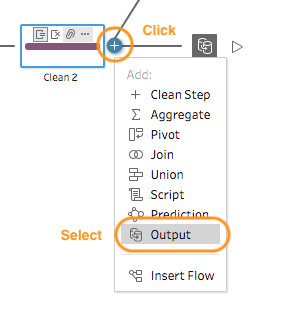 Click
Clean 2
Add:
Clean Step
Aggregate
Pivot
Join
Union
Script
Prediction
Select
Output
Insert Flow